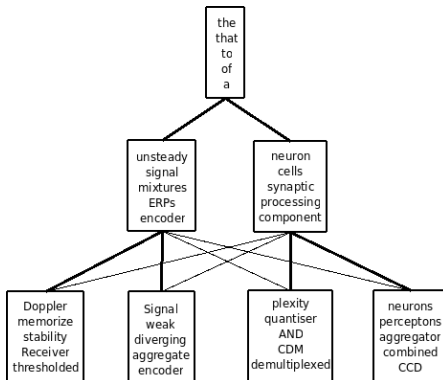 the
that
to
of
a
unsteady
signal
mixtures
ERPs
encoder
neuron
cells
synaptic
processing
component
Doppler
memorize
stability
Receiver
thresholded
Signal
weak
diverging
aggregate
encoder
plexity
quantiser
AND
CDM
demultiplexed
neurons
perceptons
aggregator
combined
CCD